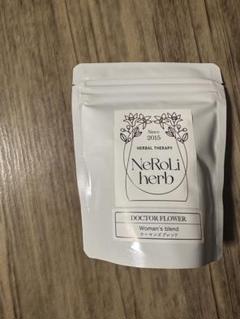 Since
2015
HERBAL THERAPY
NeRoLi
herb
DOCTOR FLOWER
Woman's blend
ウーマンズブレンド